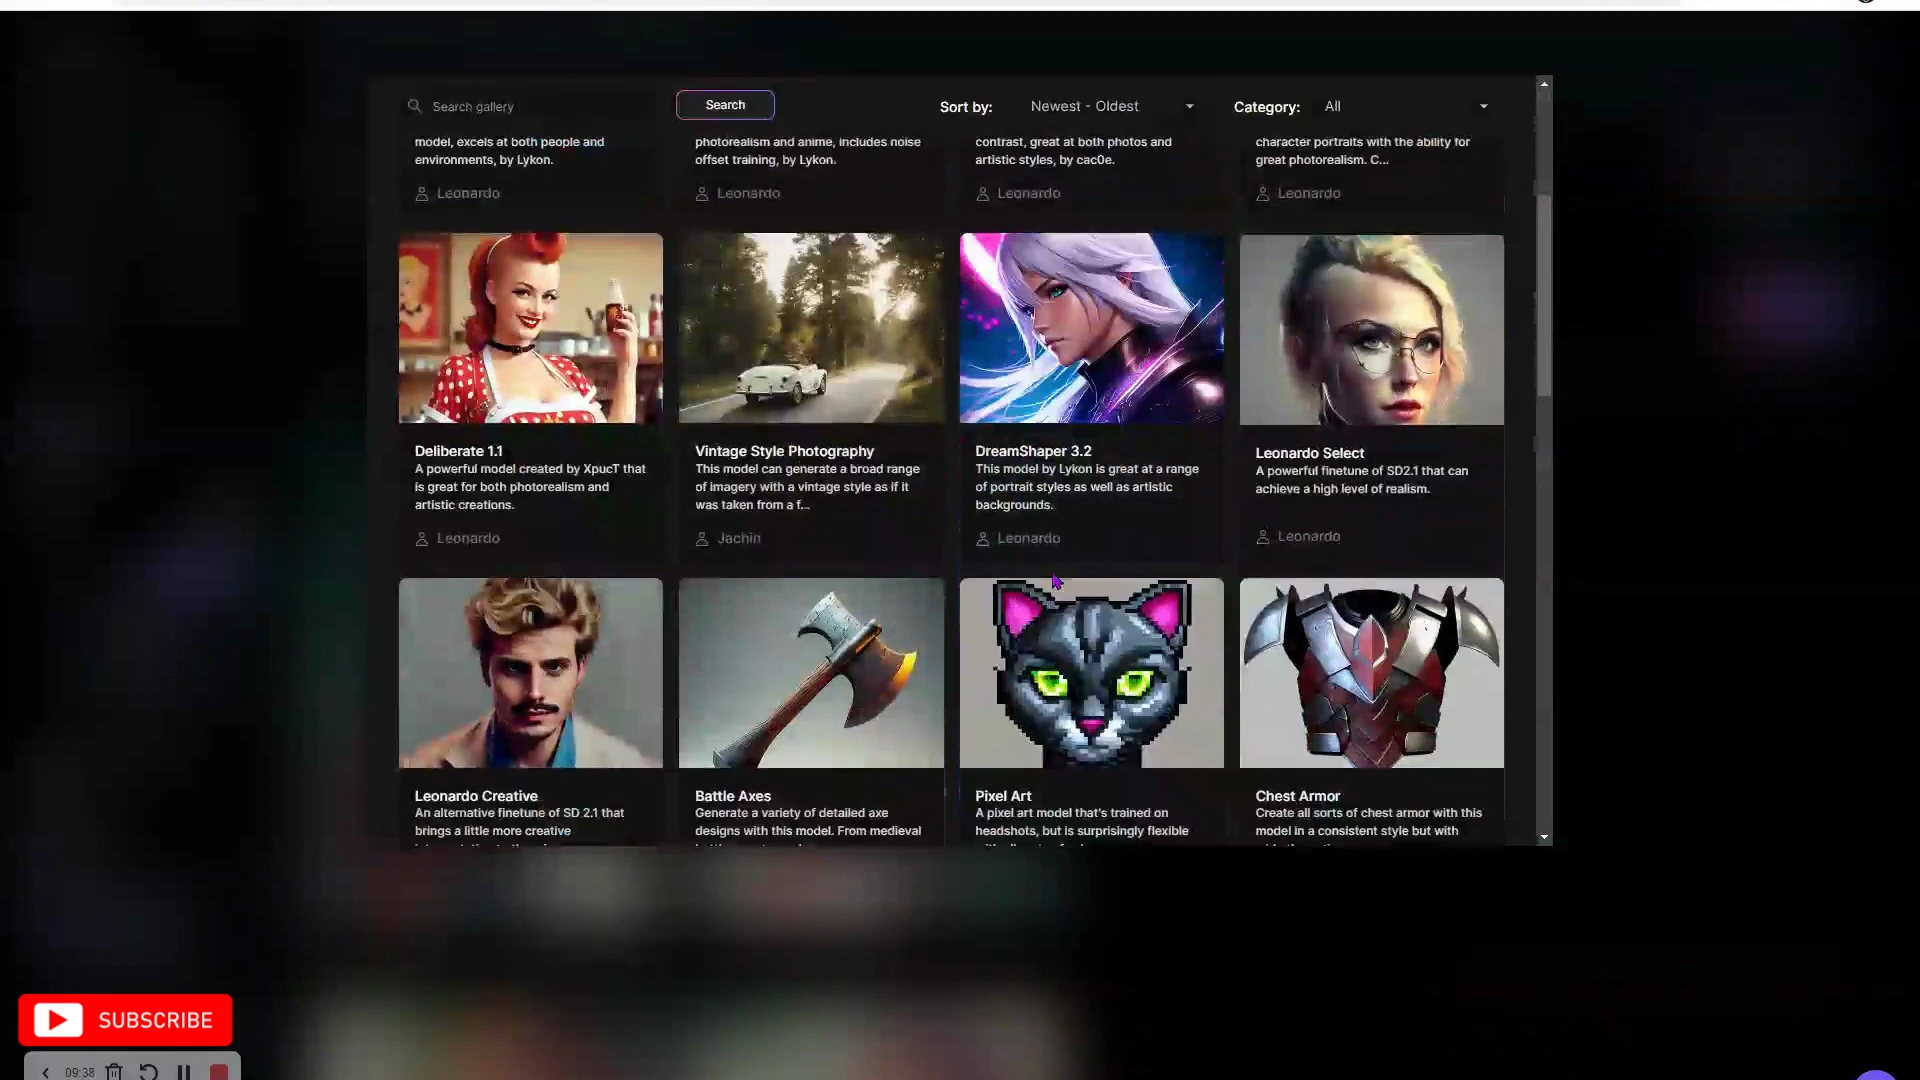 Search gallery
Search
Sort by:
Newest - Oldest
Category:
All
model, excels at both people and
environments, by Lykon.
Leonardo
photorealism and anime, includes noise
offset training, by Lykon.
Leonardo
contrast, great at both photos and
artistic styles, by cac0e.
Leonardo
character portraits with the ability for
great photorealism. C...
Leonardo
Deliberate 1.1
A powerful model created by XpucT that
is great for both photorealism and
artistic creations.
Leonardo
Vintage Style Photography
This model can generate a broad range
of imagery with a vintage style as if it
was taken from a f...
Jachin
DreamShaper 3.2
This model by Lykon is great at a range
of portrait styles as well as artistic
backgrounds.
Leonardo
Leonardo Select
A powerful finetune of SD2.1 that can
achieve a high level of realism.
Leonardo
Leonardo Creative
An alternative finetune of SD 2.1 that
brings a little more creative
Battle Axes
Generate a variety of detailed axe
designs with this model. From medieval
Pixel Art
A pixel art model that's trained on
headshots, but is surprisingly flexible
Chest Armor
Create all sorts of chest armor with this
model in a consistent style but with
SUBSCRIBE
09:38